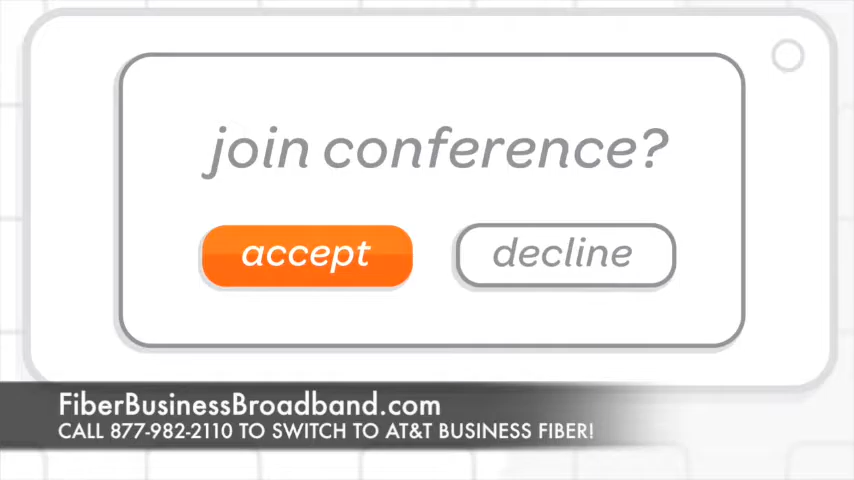 join conference?
accept decline
FiberBusinessBroadband.com
CALL 877-982-2110 TO SWITCH TO AT&T BUSINESS FIBER!